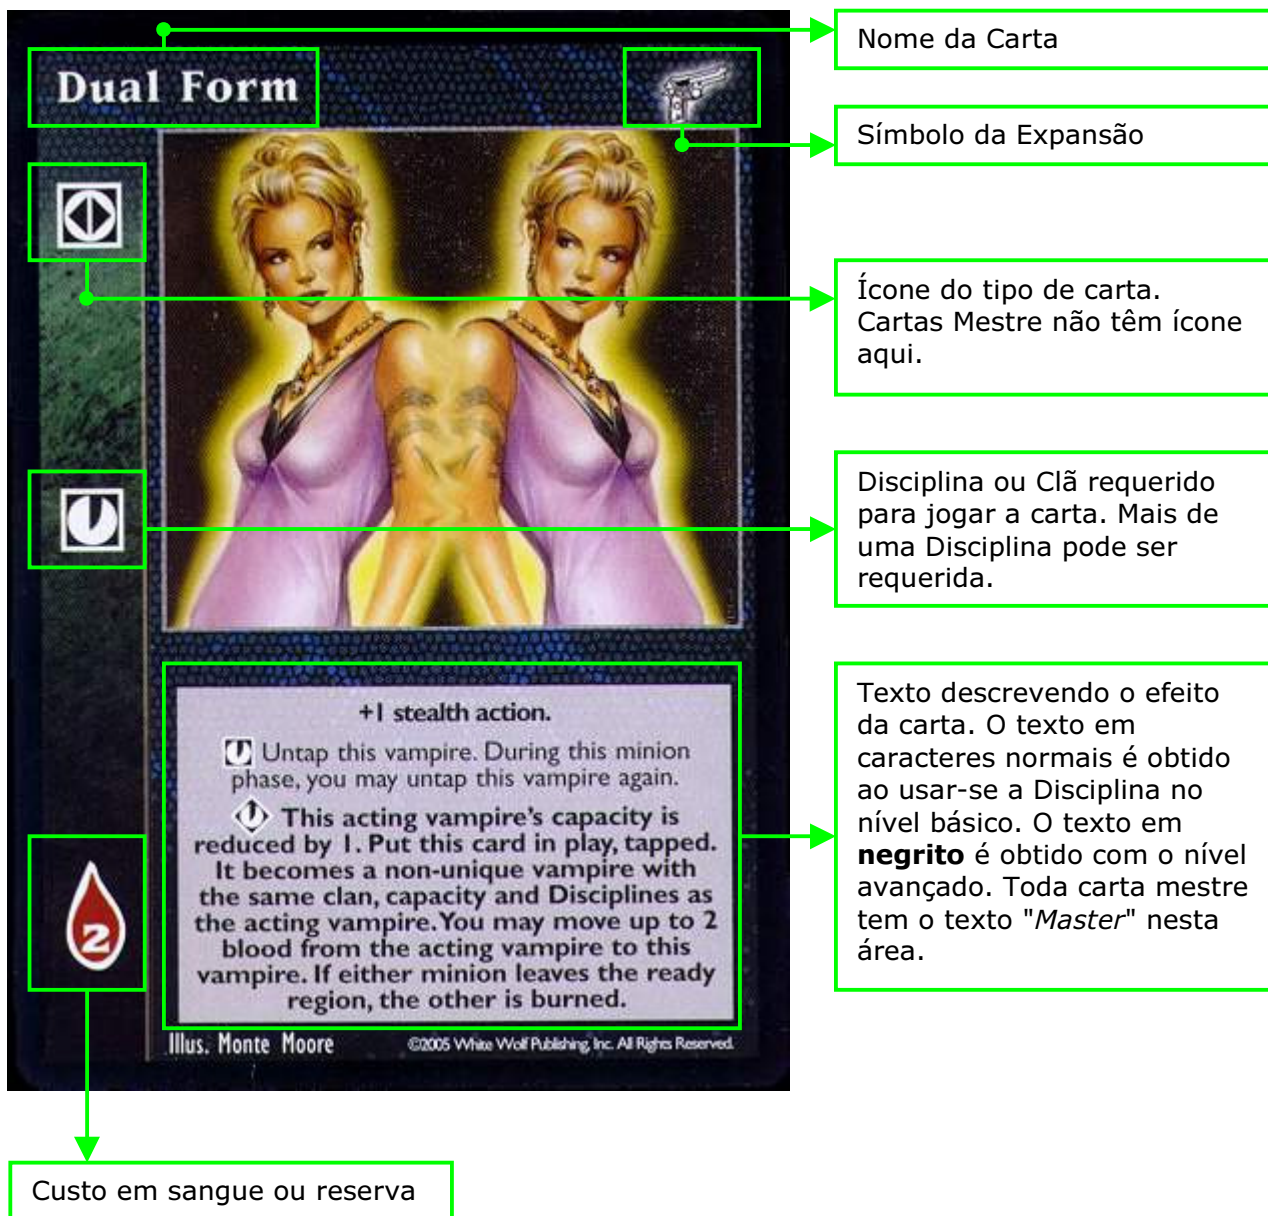 Nome da Carta
Dual Form
Símbolo da Expansão
Ícone do tipo de carta.
Cartas Mestre não têm ícone
aqui.
Disciplina ou Clã requerido
para jogar a carta. Mais de
uma Disciplina pode ser
requerida.
+1 stealth action.
Untap this vampire. During this minion
phase, you may untap this vampire again.
This acting vampire's capacity is
reduced by 1. Put this card in play, tapped.
It becomes a non-unique vampire with
the same clan, capacity and Disciplines as
the acting vampire. You may move up to 2
blood from the acting vampire to this
vampire. If either minion leaves the ready
region, the other is burned.
2
Illus. Monte Moore
©2005 White Wolf Publishing, Inc. All Rights Reserved.
Texto descrevendo o efeito
da carta. O texto em
caracteres normais é obtido
ao usar-se a Disciplina no
nível básico. O texto em
negrito é obtido com o nível
avançado. Toda carta mestre
tem o texto "Master" nesta
área.
Custo em sangue ou reserva